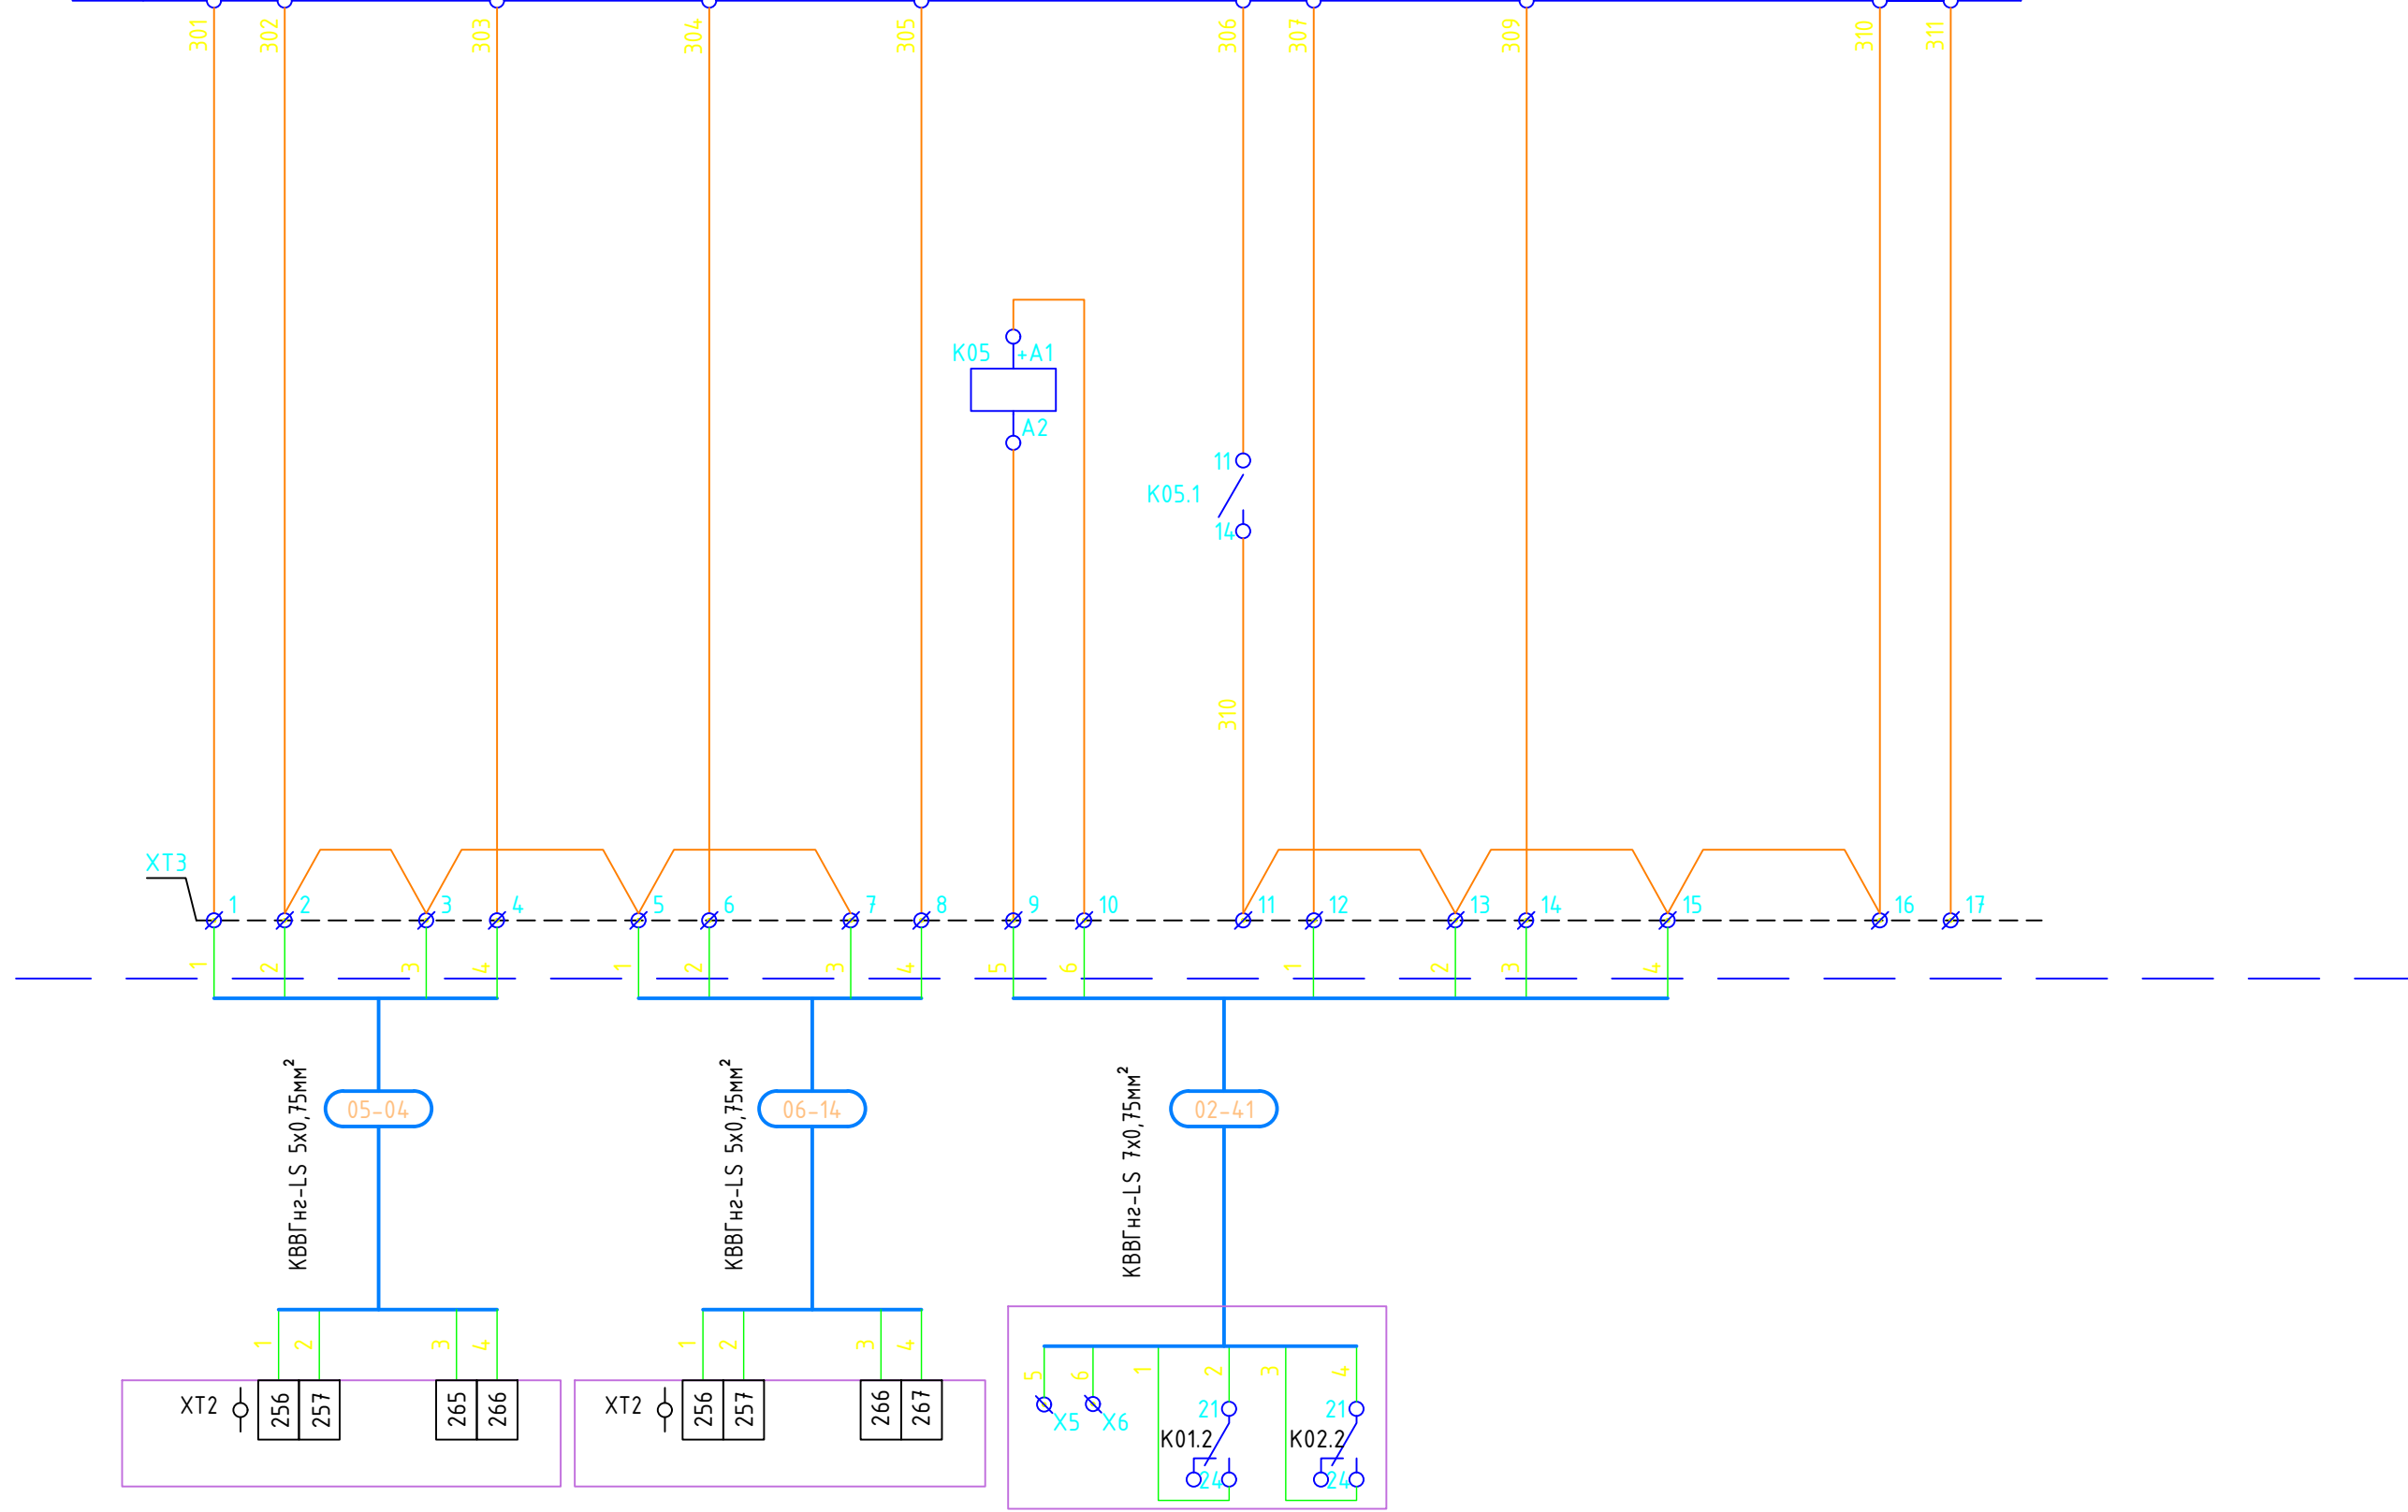 301 302 303 304 305 306 307 309 310 311
K05 +A1
A2
11
K05.1
14
310
XT3
1 2 3 4 5 6 7 8 9 10 11 12 13 14 15 16 17
1 2 3 4 1 2 3 4 5 6 1 2 3 4
КВВГнг-LS 5х0,75мм²
КВВГнг-LS 5х0,75мм²
КВВГнг-LS 7х0,75мм²
05-04 06-14 02-41
1 2 3 4 1 2 3 4
5 6 1 2 3 4
XT2 256 257 265 266
XT2 256 257 266 267
X5 X6
21 21
K01.2 K02.2
24 24